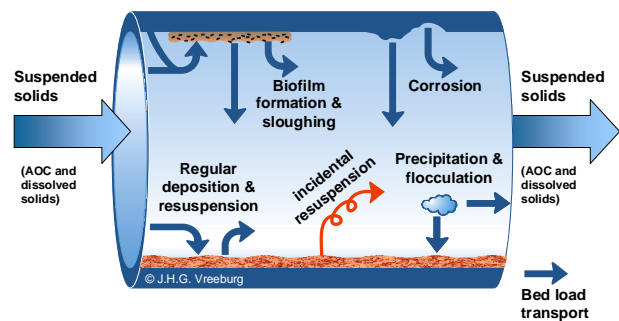 Suspended
solids
(AOC and
dissolved
solids)
Biofilm
formation &
sloughing
Corrosion
Regular
deposition &
resuspension
incidental
resuspension
Precipitation &
flocculation
Suspended
solids
(AOC and
dissolved
solids)
© J.H.G. Vreeburg
Bed load
transport